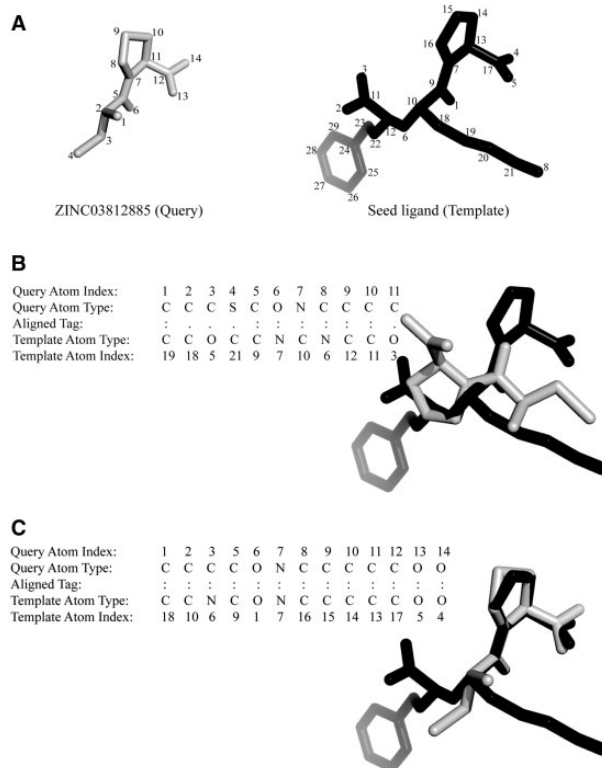 A
9 10
8 11
14
7 12
13
5
2 6
1
3
4
15 14
13
16 4
7 17
5
3 9
10 1
11
2 18
23 12
29 6 19
22
24 20
28
25 21
8
27
26
ZINC03812885 (Query)
Seed ligand (Template)
B
Query Atom Index: 1 2 3 4 5 6 7 8 9 10 11
Query Atom Type: C C C S C O N C C C C
Aligned Tag:
Template Atom Type: C C O C C N C N C C O
Template Atom Index: 19 18 5 21 9 7 10 6 12 11 3
C
Query Atom Index: 1 2 3 5 6 7 8 9 10 11 12 13 14
Query Atom Type: C C C C O N C C C C C O O
Aligned Tag: : : : : : : : : : : : : :
Template Atom Type: C C N C O N C C C C C O O
Template Atom Index: 18 10 6 9 1 7 16 15 14 13 17 5 4